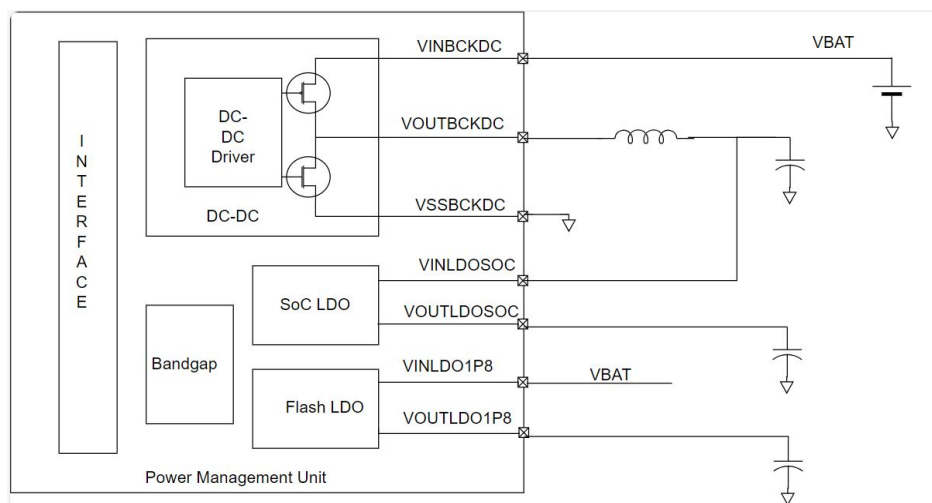 VINBCKDC
VBAT
INTERFACE
DC-
DC
Driver
VOUTBCKDC
VSSBCKDC
DC-DC
VINLDOSOC
SoC LDO
VOUTLDOSOC
Bandgap
VINLDO1P8
VBAT
Flash LDO
VOUTLDO1P8
Power Management Unit